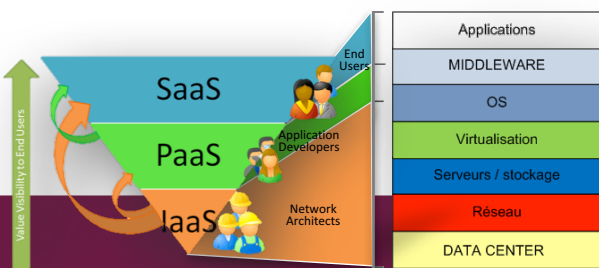 Value Visibility to End Users
SaaS
PaaS
IaaS
End
Users
Application
Developers
Network
Architects
Applications
MIDDLEWARE
OS
Virtualisation
Serveurs / stockage
Réseau
DATA CENTER